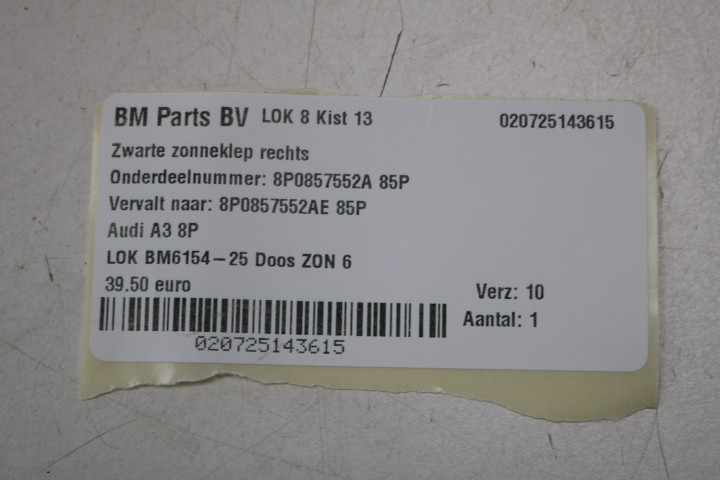 BM Parts BV LOK 8 Kist 13 020725143615
Zwarte zonneklep rechts
Onderdeelnummer: 8P0857552A 85P
Vervalt naar: 8P0857552AE 85P
Audi A3 8P
LOK BM6154-25 Doos ZON 6
39.50 euro
Verz: 10
Aantal: 1
020725143615